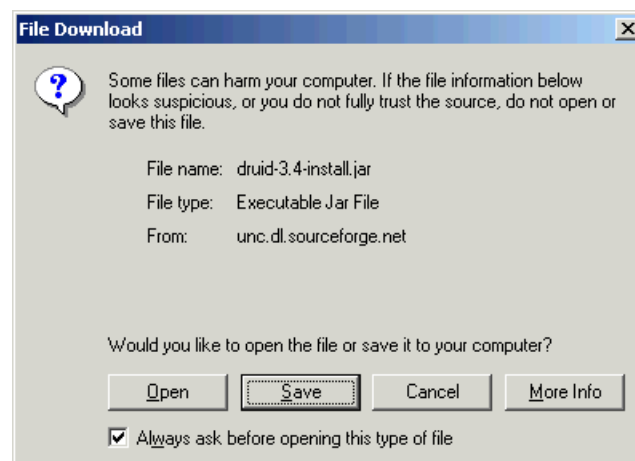 File Download
Some files can harm your computer. If the file information below
looks suspicious, or you do not fully trust the source, do not open or
save this file.
File name: druid-3.4-install.jar
File type: Executable Jar File
From: unc.dl.sourceforge.net
Would you like to open the file or save it to your computer?
Open Save Cancel More Info
Always ask before opening this type of file